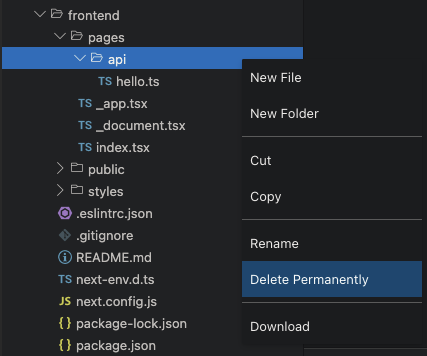 frontend
pages
api
TS hello.ts
TS _app.tsx
TS _document.tsx
TS index.tsx
public
styles
.eslintrc.json
.gitignore
README.md
TS next-env.d.ts
JS next.config.js
{ } package-lock.json
{ } package.json
New File
New Folder
Cut
Copy
Rename
Delete Permanently
Download